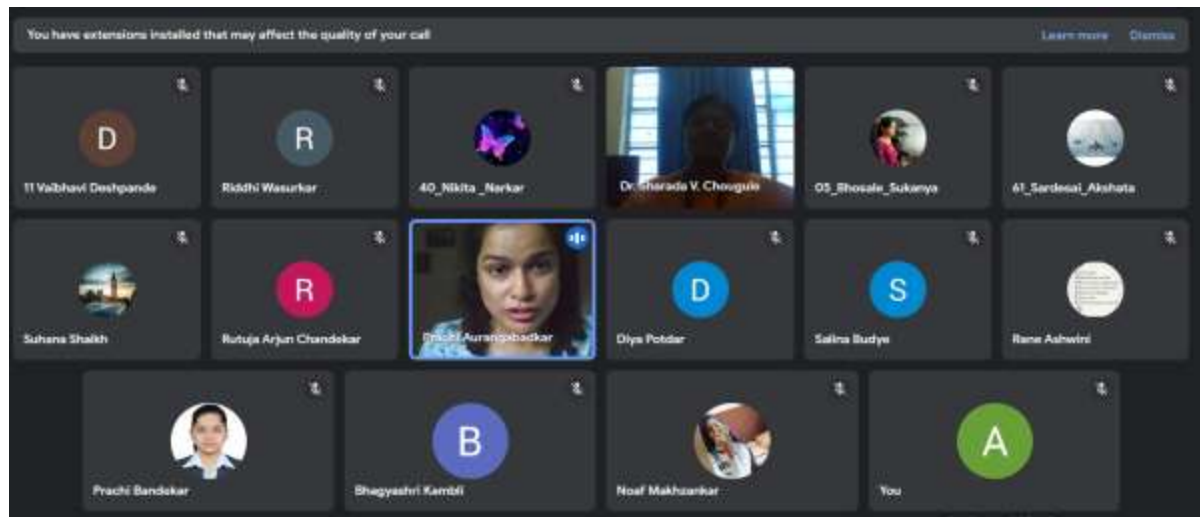 You have extensions installed that may affect the quality of your call
Learn more Dismiss
D
R
11 Vaibhavi Deshpande
Riddhi Wasurkar
40_Nikita _Narkar
Dr. Sharada V. Chougule
05_Bhosale_Sukanya
61_Sardesai_Akshata
R
D
S
Suhana Shaikh
Rutuja Arjun Chandekar
Prachi Aurangabadkar
Diya Potdar
Salina Budye
Rane Ashwini
B
A
Prachi Bandekar
Bhagyashri Kambli
Noaf Makhzankar
You